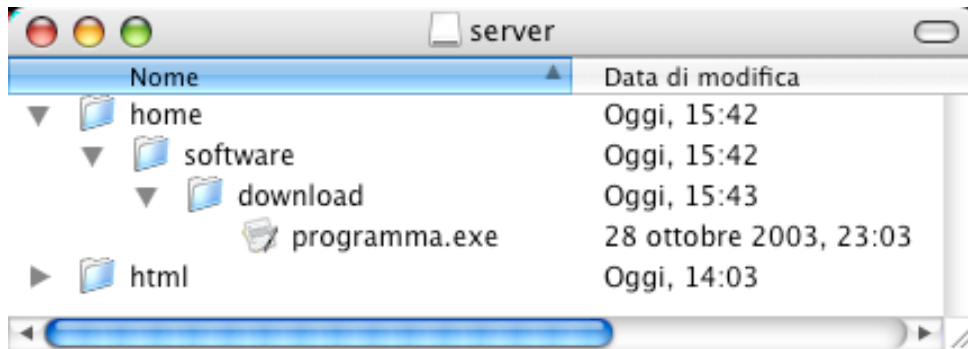 server
Nome Data di modifica
home Oggi, 15:42
software Oggi, 15:42
download Oggi, 15:43
programma.exe 28 ottobre 2003, 23:03
html Oggi, 14:03